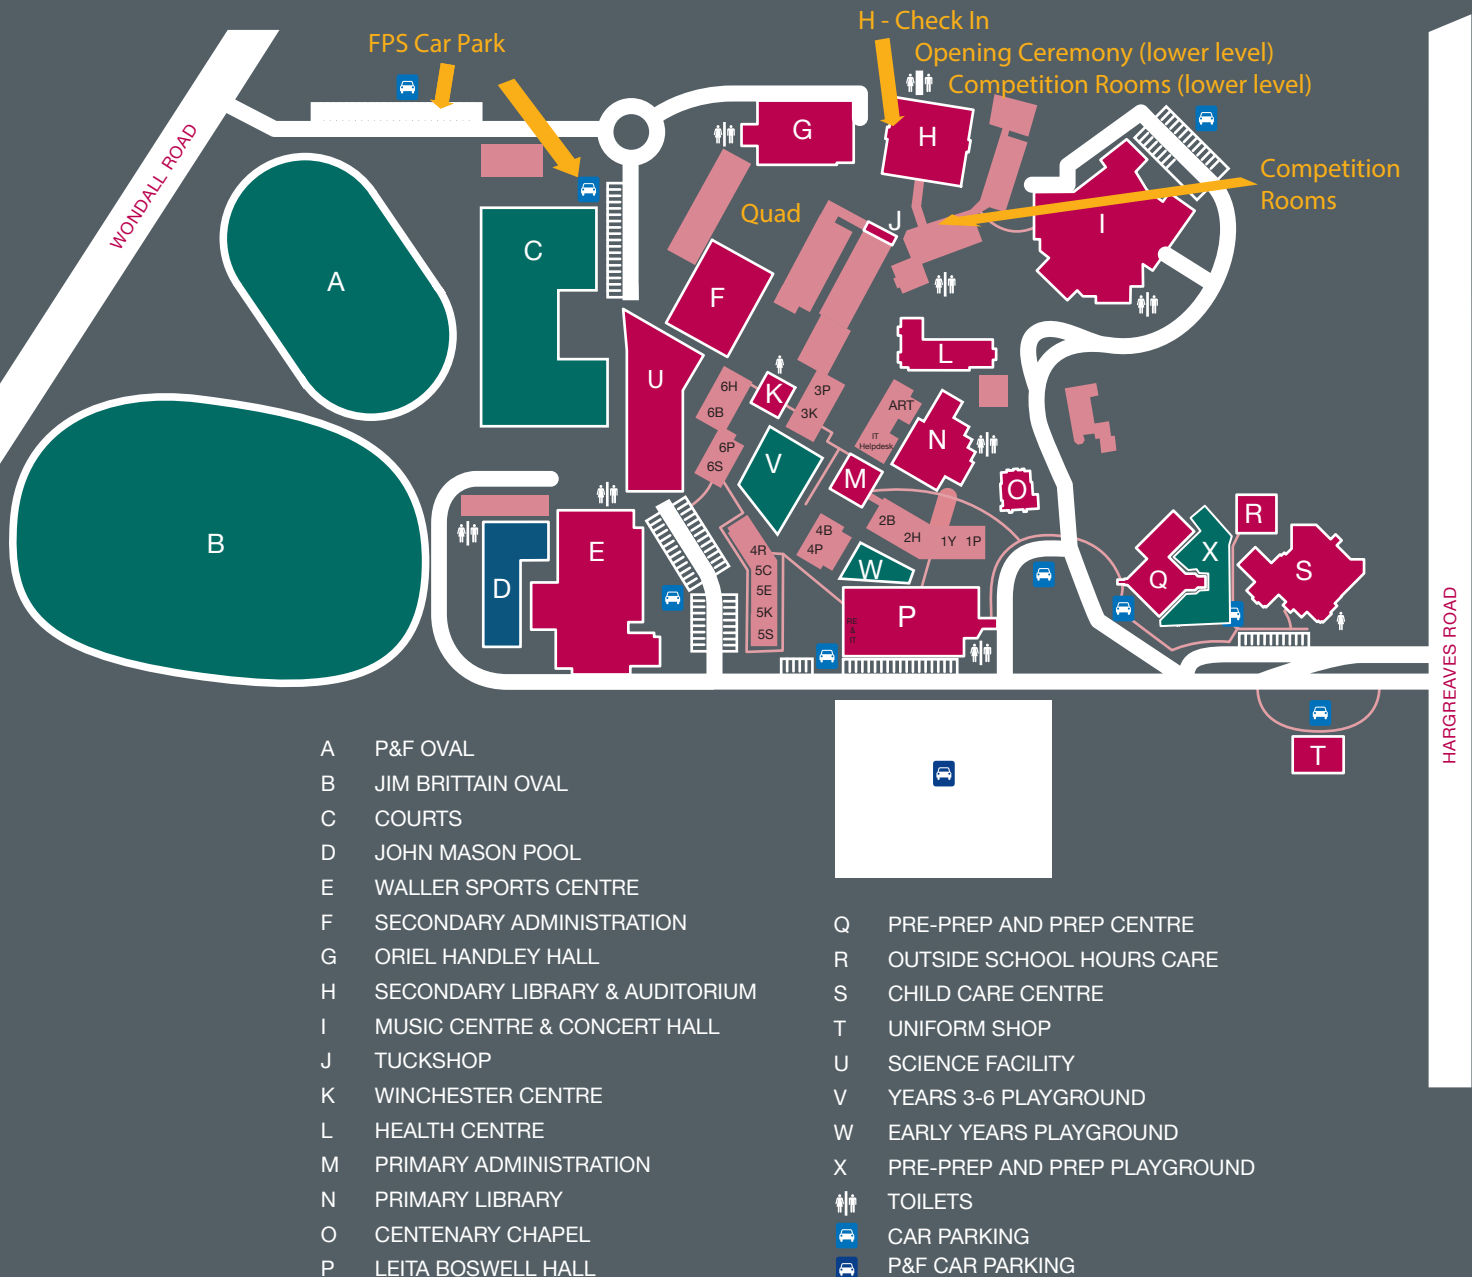 H - Check In
FPS Car Park
Opening Ceremony (lower level)
Competition Rooms (lower level)
WONDALL ROAD
G
H
Competition
Rooms
Quad
J
I
C
A
F
L
U
K
6H
6B
3P
3K
ART
IT
Helpdesk
N
6P
6S
V
M
O
B
E
D
4R
5C
5E
5K
5S
4B
4P
2B
2H
1Y
1P
W
P
RE
&
IT
R
X
Q
S
T
HARGREAVES ROAD
A P&F OVAL
B JIM BRITTAIN OVAL
C COURTS
D JOHN MASON POOL
E WALLER SPORTS CENTRE
F SECONDARY ADMINISTRATION
G ORIEL HANDLEY HALL
H SECONDARY LIBRARY & AUDITORIUM
I MUSIC CENTRE & CONCERT HALL
J TUCKSHOP
K WINCHESTER CENTRE
L HEALTH CENTRE
M PRIMARY ADMINISTRATION
N PRIMARY LIBRARY
O CENTENARY CHAPEL
P LEITA BOSWELL HALL
Q PRE-PREP AND PREP CENTRE
R OUTSIDE SCHOOL HOURS CARE
S CHILD CARE CENTRE
T UNIFORM SHOP
U SCIENCE FACILITY
V YEARS 3-6 PLAYGROUND
W EARLY YEARS PLAYGROUND
X PRE-PREP AND PREP PLAYGROUND
TOILETS
CAR PARKING
P&F CAR PARKING